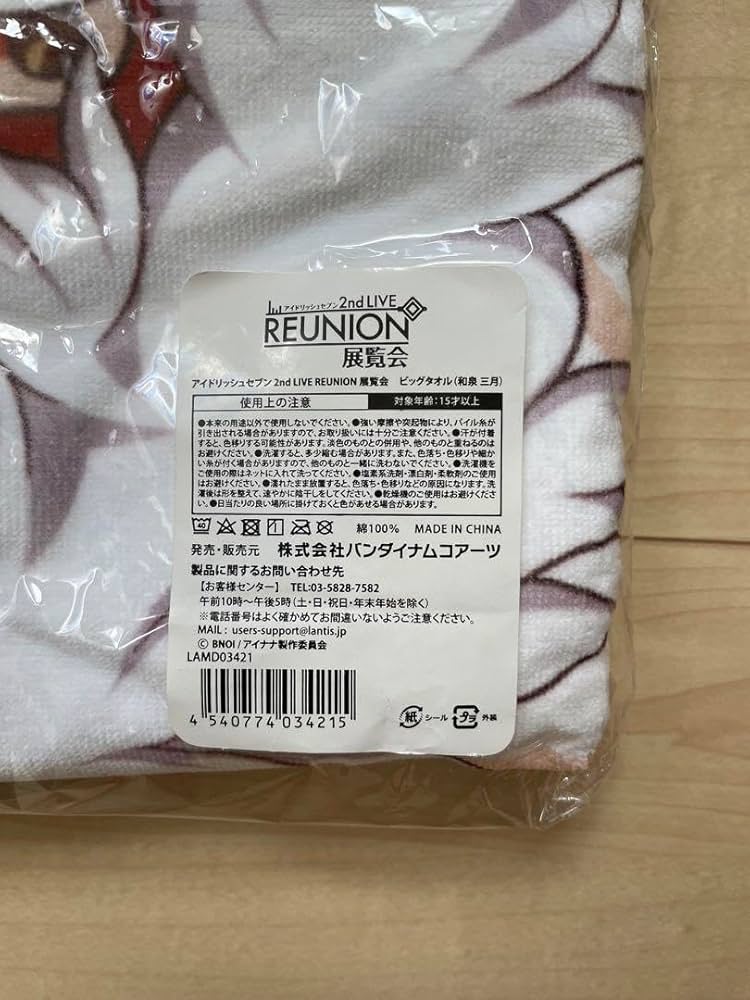 アイドリッシュセブン 2nd LIVE
REUNION
展覧会
アイドリッシュセブン 2nd LIVE REUNION 展覧会　ビッグタオル（和泉 三月）
使用上の注意　対象年齢：15才以上
●本来の用途以外で使用しないでください。●強い摩擦や突起物により、パイル糸が
引き出される場合がありますので、お取り扱いには十分ご注意ください。●汗が付着
すると、色移りする可能性があります。淡色のものとの併用や、他のものと重ねるのは
お避けください。●洗濯すると、多少縮む場合があります。また、色落ち・色移りや細か
い糸が付く場合がありますので、他のものと一緒に洗わないでください。●洗濯機を
ご使用の際はネットに入れて洗ってください。●塩素系洗剤・漂白剤・柔軟剤のご使用
はお避けください。●濡れたまま放置すると、色落ち・色移りなどの原因になります。洗
濯後は形を整えて、速やかに陰干しをしてください。●乾燥機のご使用はお避けくださ
い。●日当たりの良い場所に掛けておくと色があせる場合があります。
40　綿100%　MADE IN CHINA
発売・販売元　株式会社バンダイナムコアーツ
製品に関するお問い合わせ先
【お客様センター】 TEL:03-5828-7582
午前10時〜午後5時（土・日・祝日・年末年始を除く）
※電話番号はよく確かめてお間違いないようご注意ください。
MAIL : users-support@lantis.jp
© BNOI / アイナナ製作委員会
LAMD03421
4 540774 034215
紙 シール プラ 外装